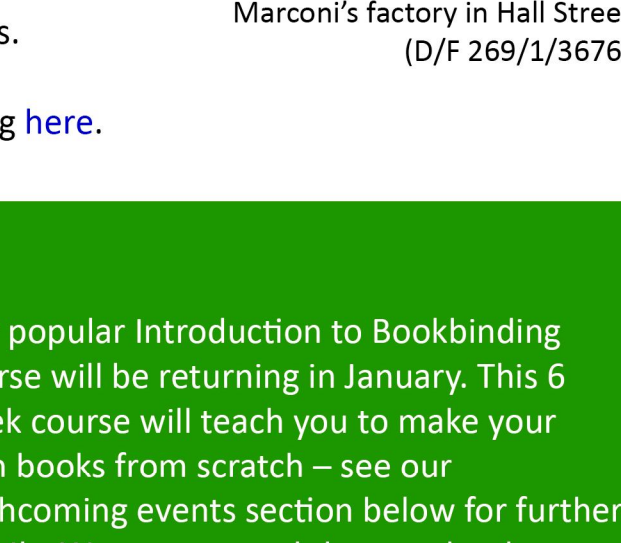 Marconi’s factory in Hall Stree
s.
(D/F 269/1/3676
g here.
popular Introduction to Bookbinding
rse will be returning in January. This 6
ek course will teach you to make your
n books from scratch – see our
hcoming events section below for further